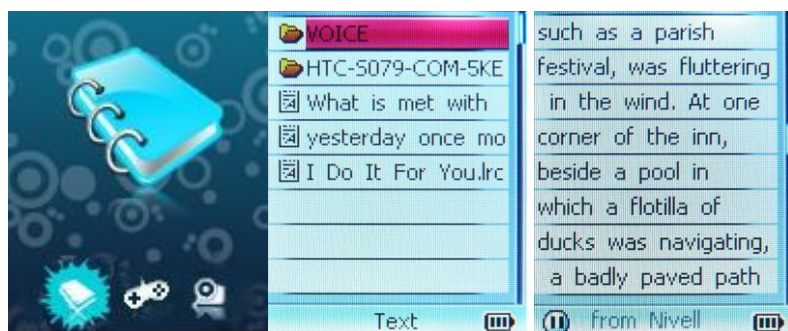 VOICE
HTC-S079-COM-5KE
What is met with
yesterday once mo
I Do It For You.lrc
Text
such as a parish
festival, was fluttering
in the wind. At one
corner of the inn,
beside a pool in
which a flotilla of
ducks was navigating,
a badly paved path
from Nivell